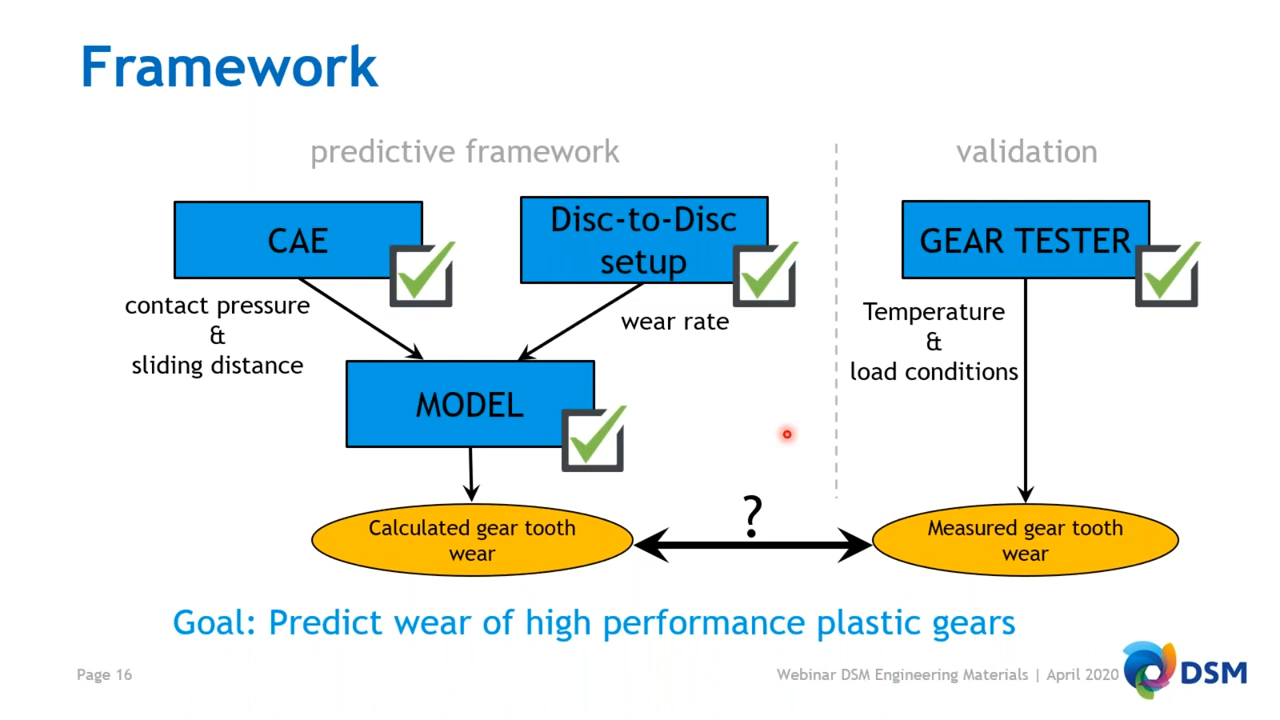 Framework
predictive framework
validation
CAE
Disc-to-Disc
setup
GEAR TESTER
contact pressure
&
sliding distance
wear rate
Temperature
&
load conditions
MODEL
?
Calculated gear tooth
wear
Measured gear tooth
wear
Goal: Predict wear of high performance plastic gears
Page 16
Webinar DSM Engineering Materials | April 2020
DSM